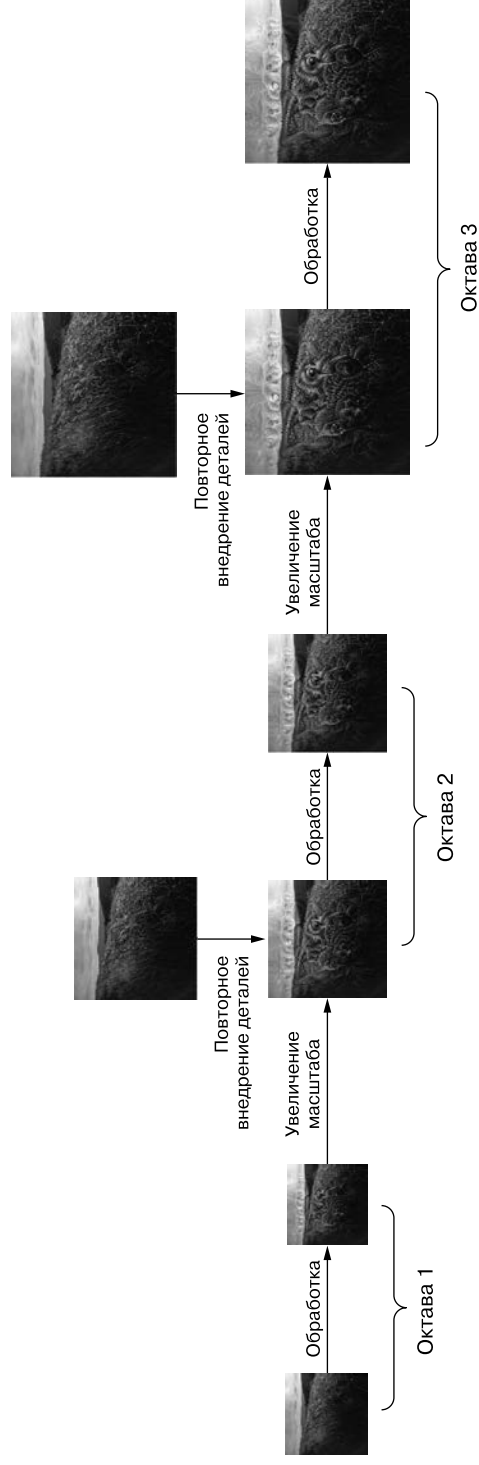 Обработка
Октава 1
Увеличение
масштаба
Повторное
внедрение деталей
Обработка
Октава 2
Увеличение
масштаба
Повторное
внедрение деталей
Обработка
Октава 3